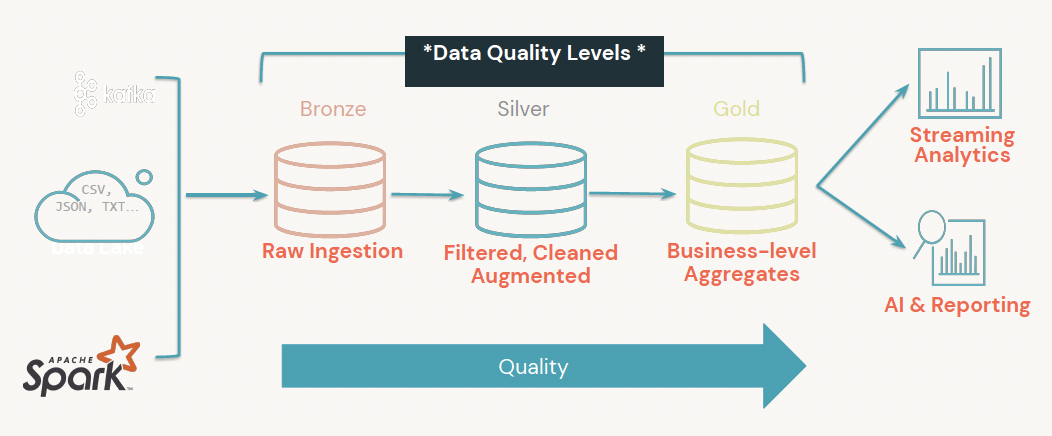 *Data Quality Levels *
kafka
Bronze
Silver
Gold
CSV,
JSON, TXT...
Data Lake
APACHE
Spark
TM
Raw Ingestion
Filtered, Cleaned
Augmented
Business-level
Aggregates
Streaming
Analytics
AI & Reporting
Quality